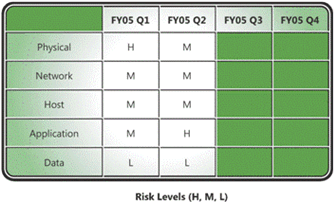 FY05 Q1 FY05 Q2 FY05 Q3 FY05 Q4
Physical H M
Network M M
Host M M
Application M H
Data L L
Risk Levels (H, M, L)